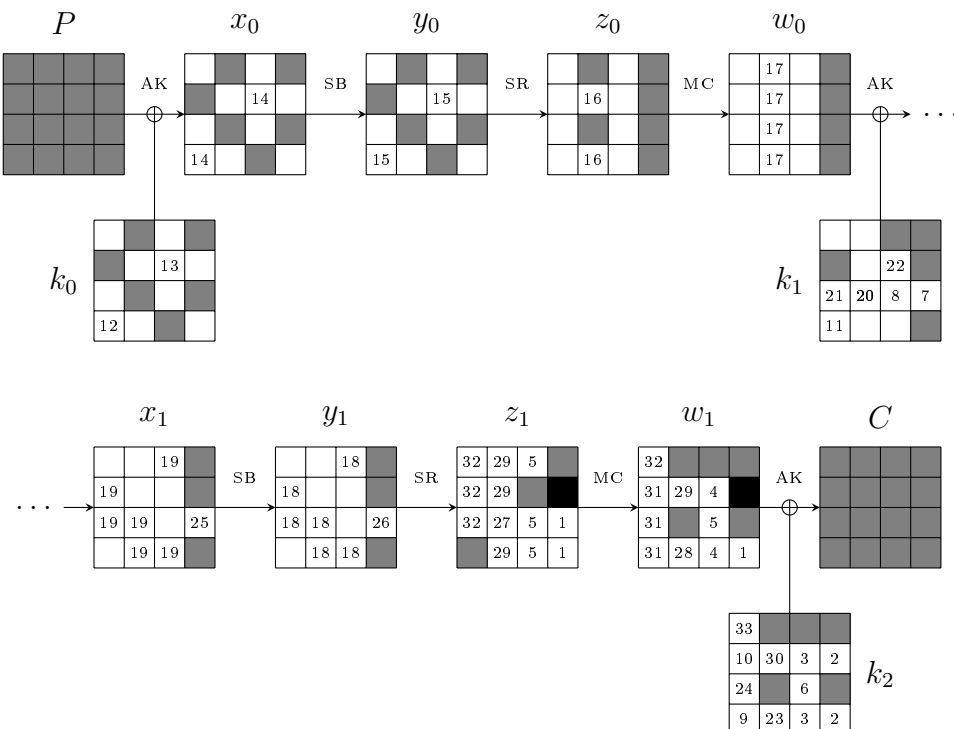 P x₀ y₀ z₀ w₀
AK SB SR MC AK
14 15 16 17
17
17
14 15 16 17
⋯
k₀ k₁
13 22
21 20 8 7
12 11
x₁ y₁ z₁ w₁ C
19 18 32 29 5 32
SB SR MC AK
19 18 32 29 31 29 4
⋯
19 19 25 18 18 26 32 27 5 1 31 5
19 19 18 18 29 5 1 31 28 4 1
33
10 30 3 2
k₂
24 6
9 23 3 2